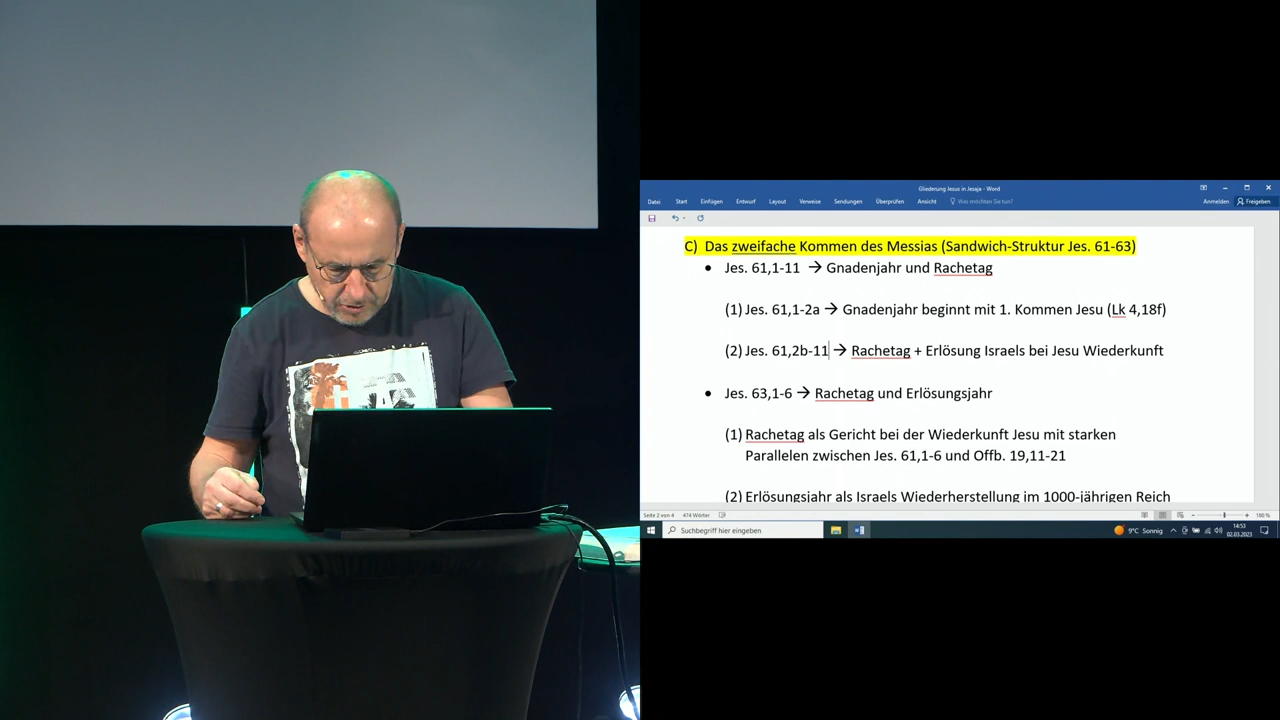 Gliederung Jesus in Jesaja - Word
Datei Start Einfügen Entwurf Layout Verweise Sendungen Überprüfen Ansicht Was möchten Sie tun? Anmelden Freigeben
C) Das zweifache Kommen des Messias (Sandwich-Struktur Jes. 61-63)
• Jes. 61,1-11 → Gnadenjahr und Rachetag
(1) Jes. 61,1-2a → Gnadenjahr beginnt mit 1. Kommen Jesu (Lk 4,18f)
(2) Jes. 61,2b-11 → Rachetag + Erlösung Israels bei Jesu Wiederkunft
• Jes. 63,1-6 → Rachetag und Erlösungsjahr
(1) Rachetag als Gericht bei der Wiederkunft Jesu mit starken
Parallelen zwischen Jes. 61,1-6 und Offb. 19,11-21
(2) Erlösungsjahr als Israels Wiederherstellung im 1000-jährigen Reich
Seite 2 von 4 474 Wörter 180 %
Suchbegriff hier eingeben 9°C Sonnig 14:53
02.03.2023